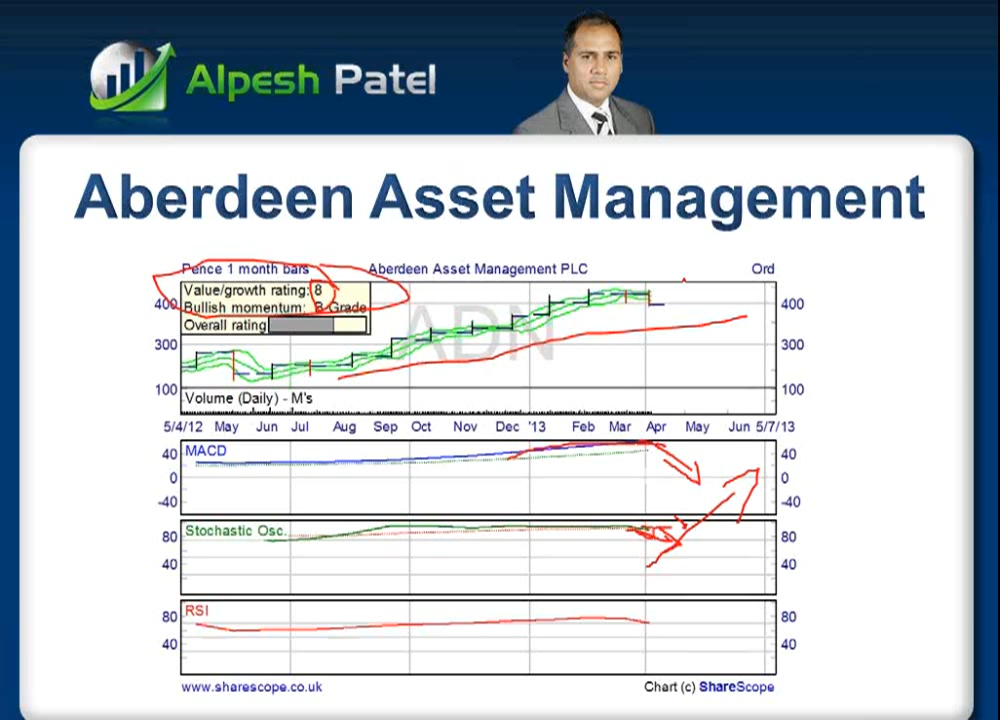 Alpesh Patel
Aberdeen Asset Management
Pence 1 month bars Aberdeen Asset Management PLC Ord
Value/growth rating: 8
Bullish momentum: B Grade
Overall rating
ADN
400 400
300 300
100 100
Volume (Daily) - M's
5/4/12 May Jun Jul Aug Sep Oct Nov Dec '13 Feb Mar Apr May Jun 5/7/13
MACD
40 40
0 0
-40 -40
Stochastic Osc.
80 80
40 40
RSI
80 80
40 40
www.sharescope.co.uk Chart (c) ShareScope